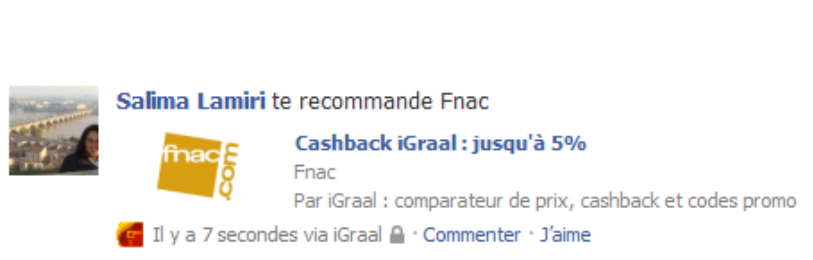 Salima Lamiri te recommande Fnac
fnac.com
Cashback iGraal : jusqu'à 5%
Fnac
Par iGraal : comparateur de prix, cashback et codes promo
Il y a 7 secondes via iGraal · Commenter · J'aime